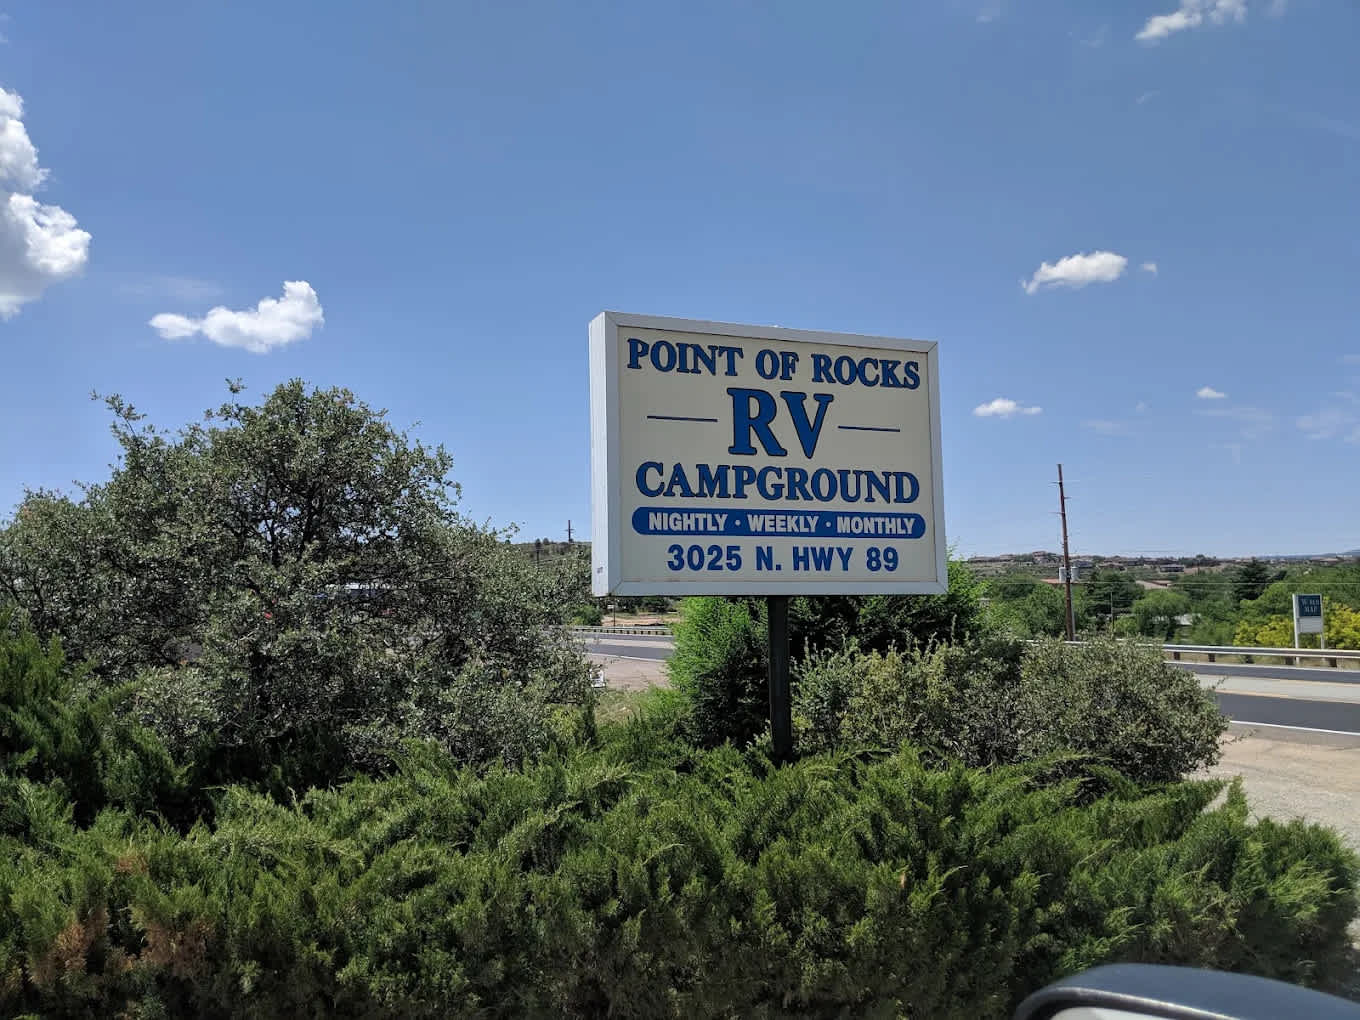 POINT OF ROCKS
RV
CAMPGROUND
NIGHTLY · WEEKLY · MONTHLY
3025 N. HWY 89